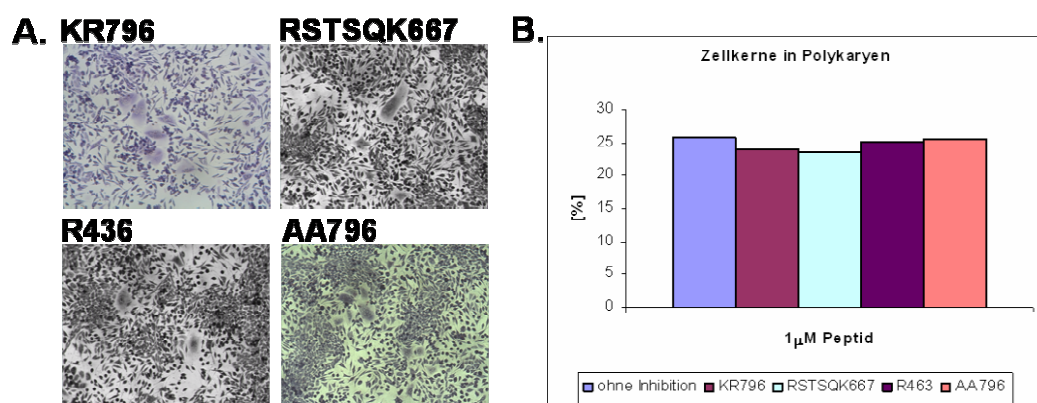 A.
KR796
RSTSQK667
R436
AA796
B.
Zellkerne in Polykaryen
30
25
20
15
10
5
0
[%]
1µM Peptid
ohne Inhibition KR796 RSTSQK667 R463 AA796